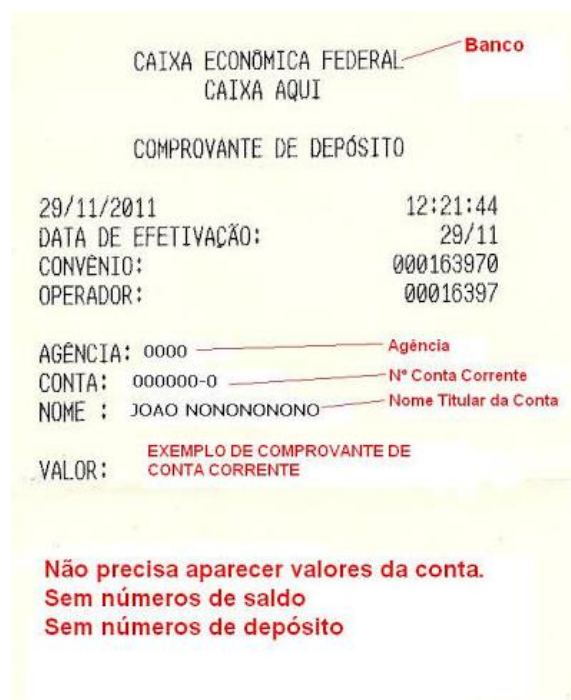 CAIXA ECONÔMICA FEDERAL Banco
CAIXA AQUI
COMPROVANTE DE DEPÓSITO
29/11/2011 12:21:44
DATA DE EFETIVAÇÃO: 29/11
CONVÊNIO: 000163970
OPERADOR: 00016397
AGÊNCIA: 0000 Agência
CONTA: 000000-0 Nº Conta Corrente
NOME : JOAO NONONONONO Nome Titular da Conta
VALOR: EXEMPLO DE COMPROVANTE DE
CONTA CORRENTE
Não precisa aparecer valores da conta.
Sem números de saldo
Sem números de depósito